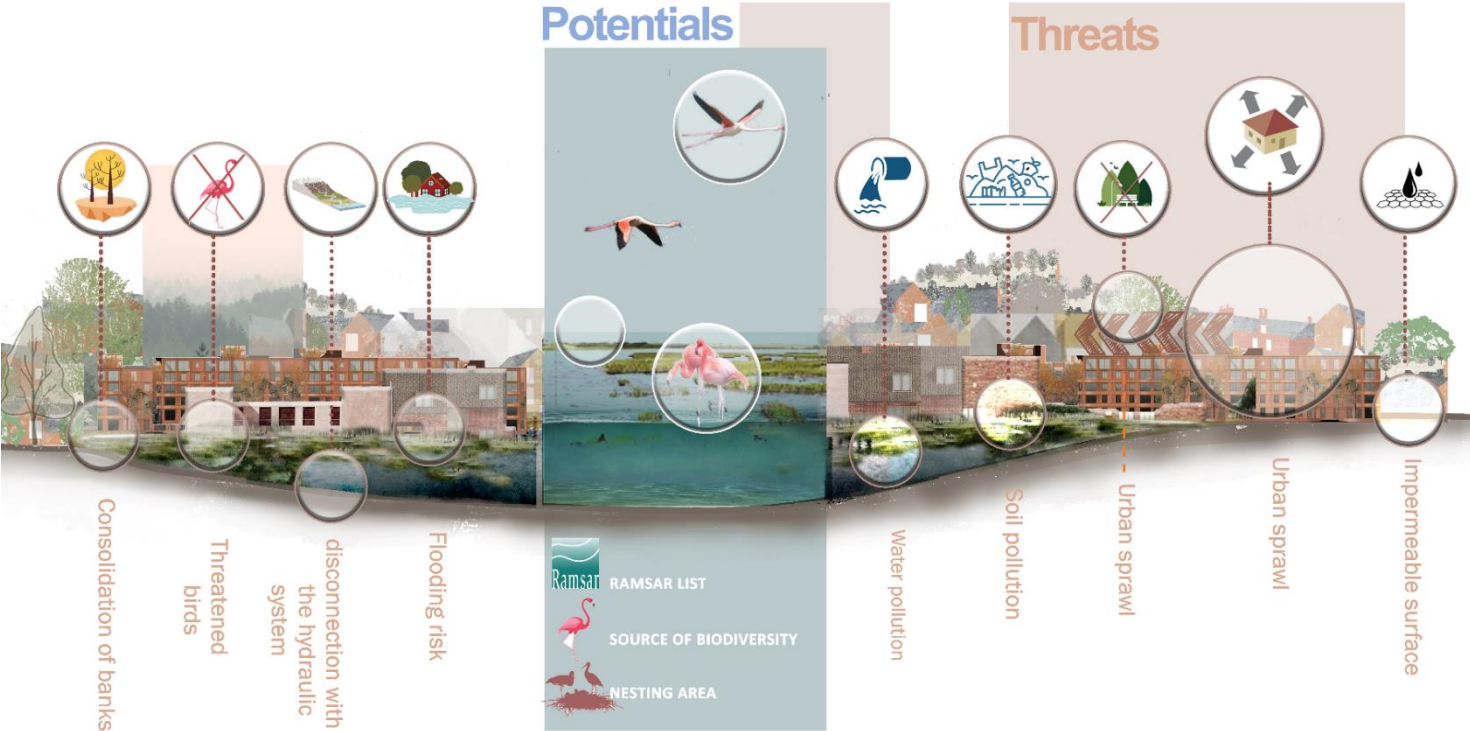 Potentials
Threats
Consolidation of banks
Threatened
birds
disconnection with
the hydraulic
system
Flooding risk
Ramsar
RAMSAR LIST
SOURCE OF BIODIVERSITY
NESTING AREA
Water pollution
Soil pollution
Urban sprawl
Urban sprawl
Impermeable surface